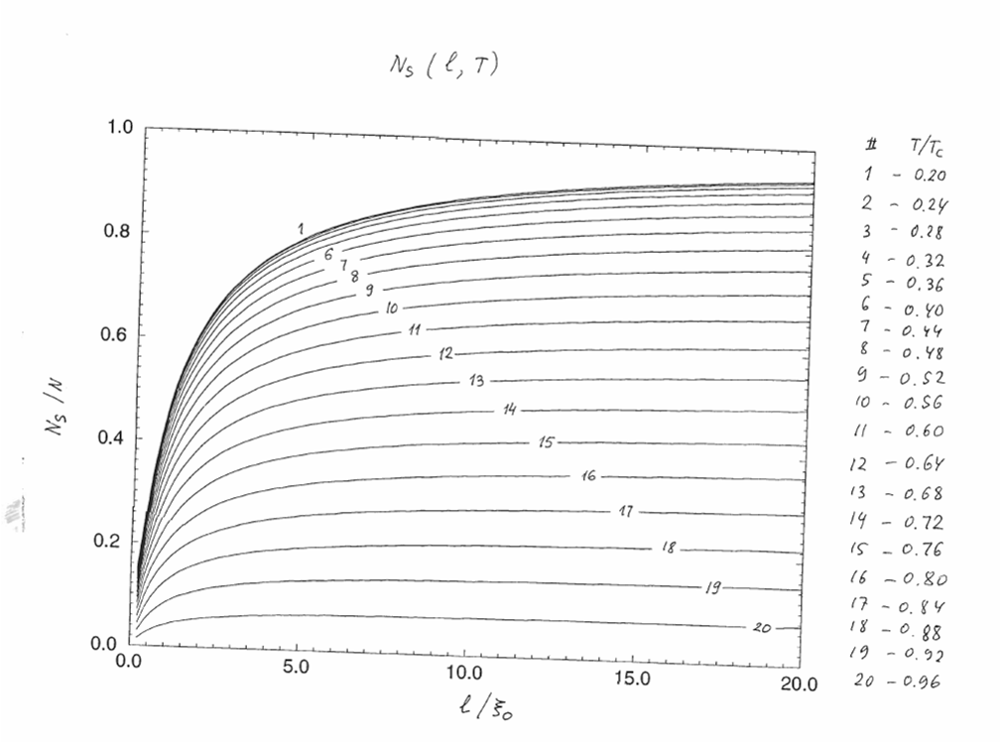 Ns ( ℓ, T )
1.0
0.8
0.6
0.4
0.2
0.0
Ns / N
0.0 5.0 10.0 15.0 20.0
ℓ / ξ0
1
6
7
8
9
10
11
12
13
14
15
16
17
18
19
20
# T/Tc
1 - 0.20
2 - 0.24
3 - 0.28
4 - 0.32
5 - 0.36
6 - 0.40
7 - 0.44
8 - 0.48
9 - 0.52
10 - 0.56
11 - 0.60
12 - 0.64
13 - 0.68
14 - 0.72
15 - 0.76
16 - 0.80
17 - 0.84
18 - 0.88
19 - 0.92
20 - 0.96